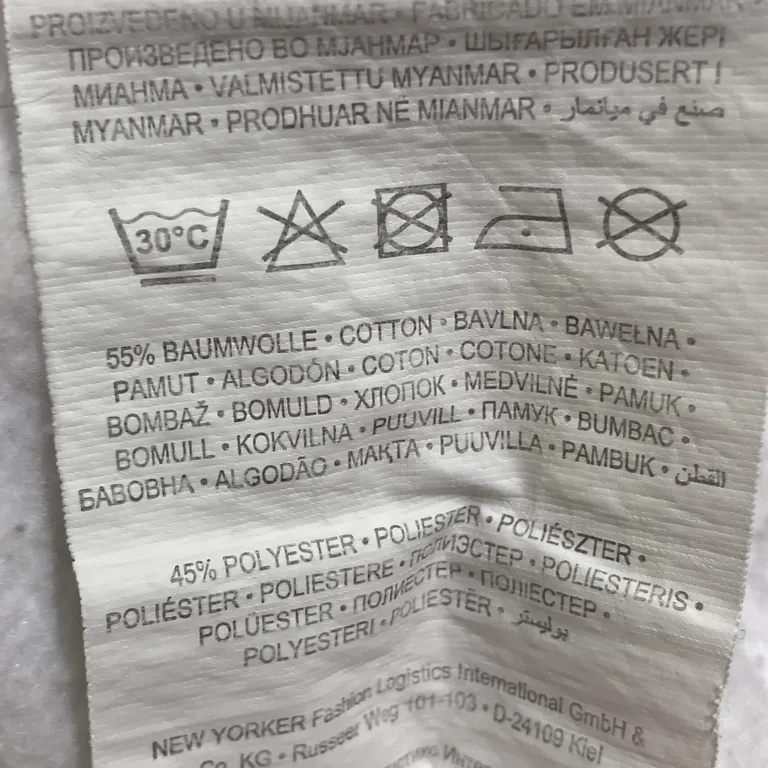 PROIZVEDENO U MIJANMAR • FABRICADO EM MIANMAR •
ПРОИЗВЕДЕНО ВО МЈАНМАР • ШЫҒАРЫЛҒАН ЖЕРІ
МИАНМА • VALMISTETTU MYANMAR • PRODUSERT I
MYANMAR • PRODHUAR NË MIANMAR • صنع في ميانمار
30°C
55% BAUMWOLLE • COTTON • BAVLNA • BAWEŁNA •
PAMUT • ALGODÓN • COTON • COTONE • KATOEN •
BOMBAŽ • BOMULD • ХЛОПОК • MEDVILNĖ • PAMUK •
BOMULL • KOKVILNA • PUUVILL • ПАМУК • BUMBAC •
БАВОВНА • ALGODÃO • МАҚТА • PUUVILLA • PAMBUK • القطن
45% POLYESTER • POLIESTER • POLIÉSZTER •
POLIÉSTER • POLIESTERE • ПОЛИЭСТЕР • POLIESTERIS •
POLÜESTER • ПОЛИЕСТЕР • ПОЛІЕСТЕР •
POLYESTERI • POLIESTËR • بوليستر
NEW YORKER Fashion Logistics International GmbH &
Co. KG • Russeer Weg 101-103 • D-24109 Kiel